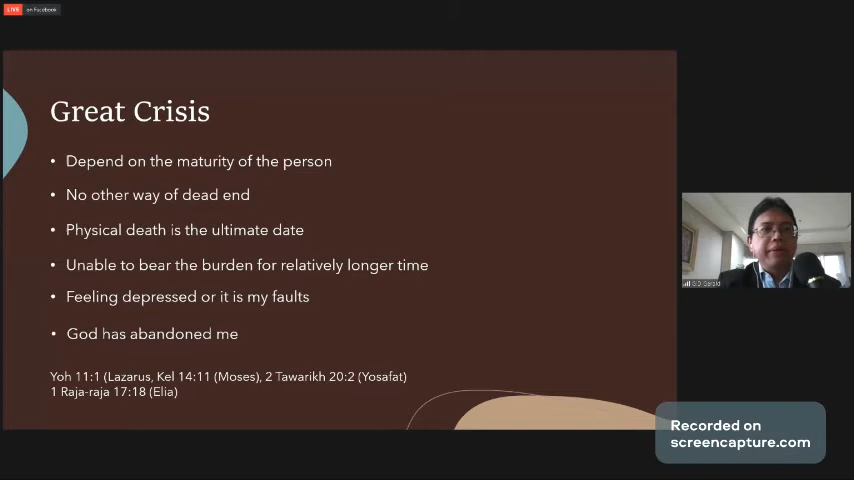 LIVE on Facebook
Great Crisis
• Depend on the maturity of the person
• No other way of dead end
• Physical death is the ultimate date
• Unable to bear the burden for relatively longer time
• Feeling depressed or it is my faults
• God has abandoned me
Yoh 11:1 (Lazarus, Kel 14:11 (Moses), 2 Tawarikh 20:2 (Yosafat)
1 Raja-raja 17:18 (Elia)
Gerald
Recorded on
screencapture.com